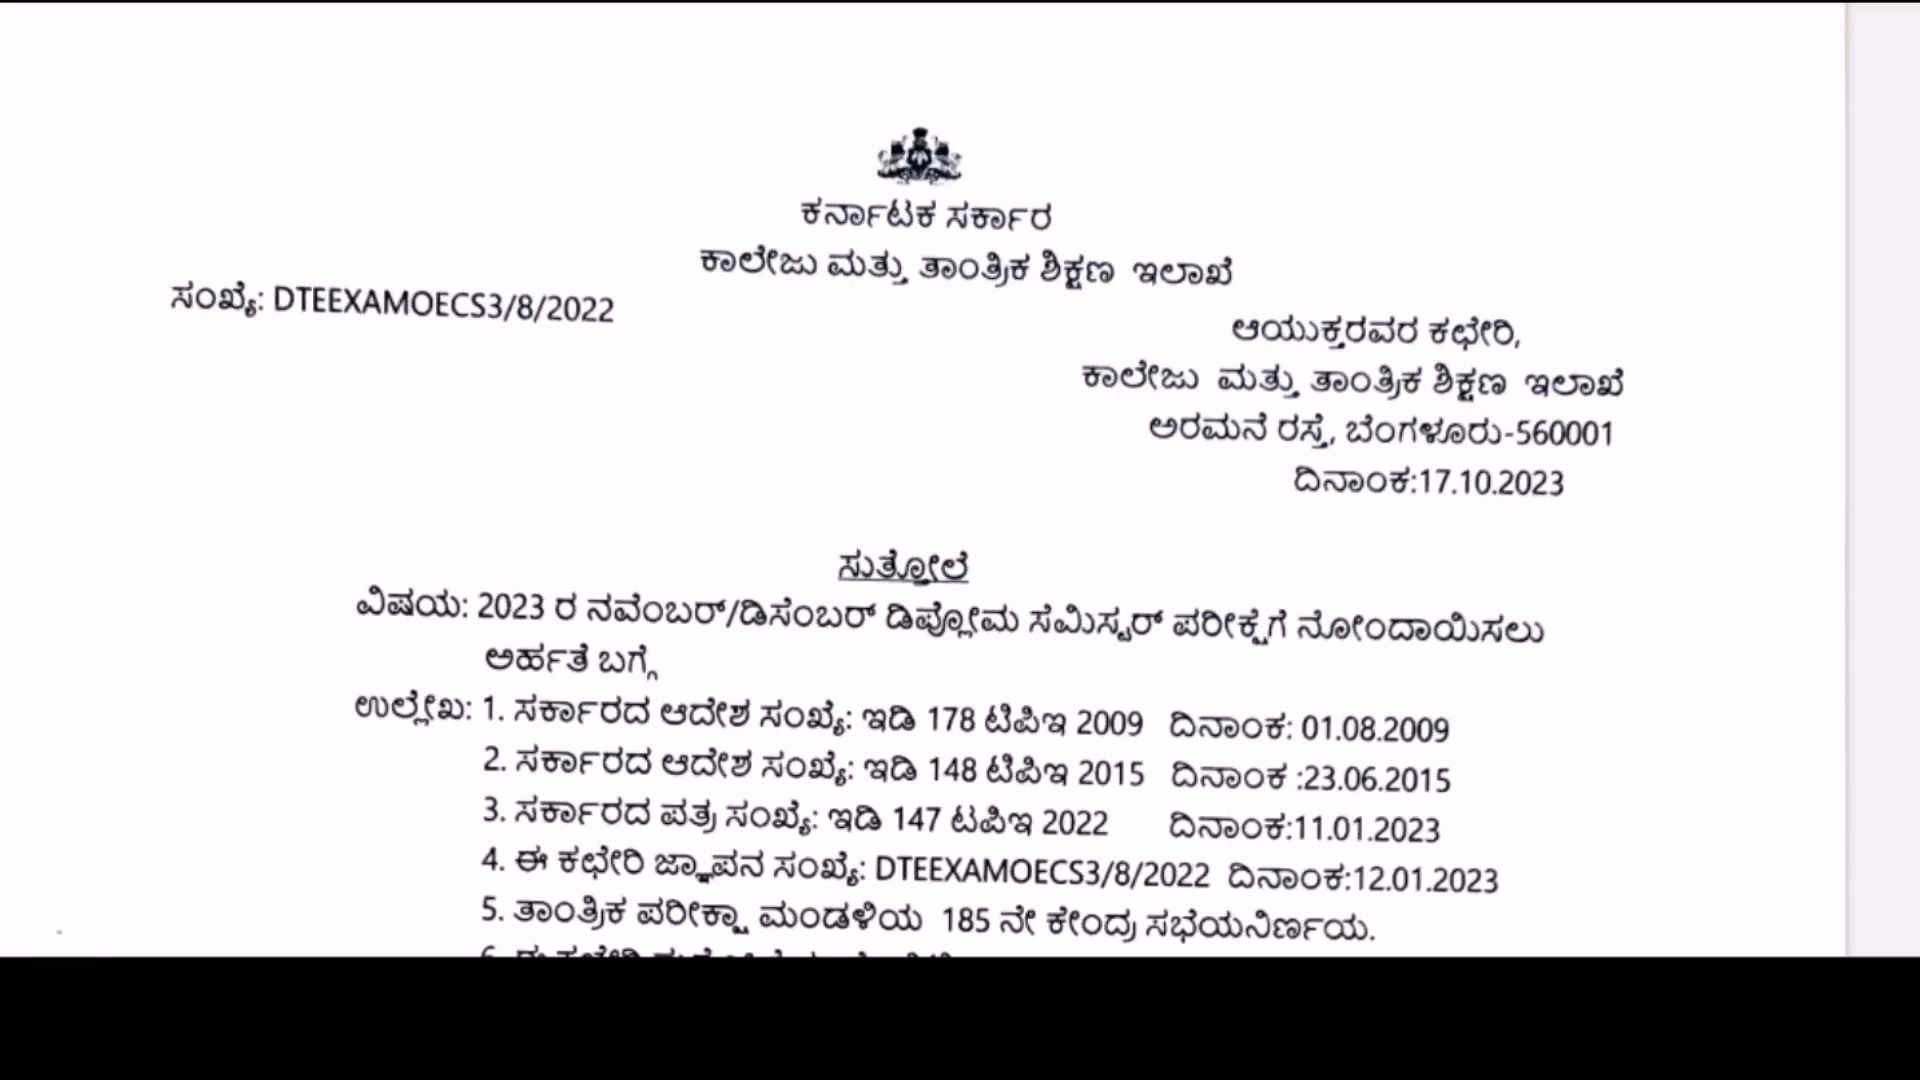 ಕರ್ನಾಟಕ ಸರ್ಕಾರ
ಕಾಲೇಜು ಮತ್ತು ತಾಂತ್ರಿಕ ಶಿಕ್ಷಣ ಇಲಾಖೆ
ಸಂಖ್ಯೆ: DTEEXAMOECS3/8/2022
ಆಯುಕ್ತರವರ ಕಛೇರಿ,
ಕಾಲೇಜು ಮತ್ತು ತಾಂತ್ರಿಕ ಶಿಕ್ಷಣ ಇಲಾಖೆ
ಅರಮನೆ ರಸ್ತೆ, ಬೆಂಗಳೂರು-560001
ದಿನಾಂಕ:17.10.2023
ಸುತ್ತೋಲೆ
ವಿಷಯ: 2023 ರ ನವೆಂಬರ್/ಡಿಸೆಂಬರ್ ಡಿಪ್ಲೋಮ ಸೆಮಿಸ್ಟರ್ ಪರೀಕ್ಷೆಗೆ ನೋಂದಾಯಿಸಲು
ಅರ್ಹತೆ ಬಗ್ಗೆ
ಉಲ್ಲೇಖ: 1. ಸರ್ಕಾರದ ಆದೇಶ ಸಂಖ್ಯೆ: ಇಡಿ 178 ಟಿಪಿಇ 2009 ದಿನಾಂಕ: 01.08.2009
2. ಸರ್ಕಾರದ ಆದೇಶ ಸಂಖ್ಯೆ: ಇಡಿ 148 ಟಿಪಿಇ 2015 ದಿನಾಂಕ :23.06.2015
3. ಸರ್ಕಾರದ ಪತ್ರ ಸಂಖ್ಯೆ: ಇಡಿ 147 ಟಪಿಇ 2022 ದಿನಾಂಕ:11.01.2023
4. ಈ ಕಛೇರಿ ಜ್ಞಾಪನ ಸಂಖ್ಯೆ: DTEEXAMOECS3/8/2022 ದಿನಾಂಕ:12.01.2023
5. ತಾಂತ್ರಿಕ ಪರೀಕ್ಷಾ ಮಂಡಳಿಯ 185 ನೇ ಕೇಂದ್ರ ಸಭೆಯನಿರ್ಣಯ.